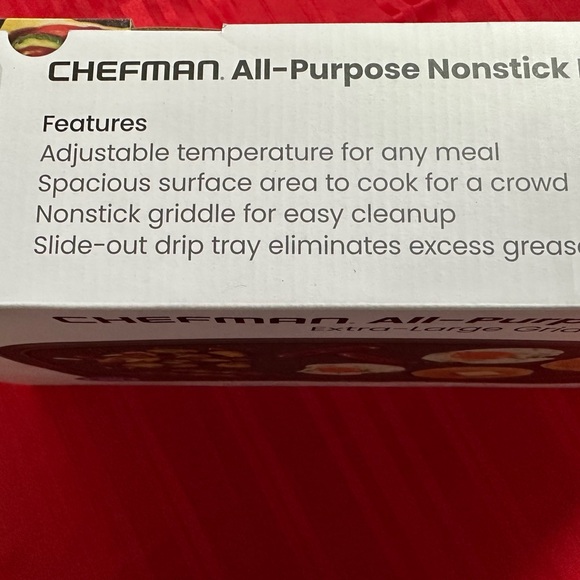 CHEFMAN. All-Purpose Nonstick
Features
Adjustable temperature for any meal
Spacious surface area to cook for a crowd
Nonstick griddle for easy cleanup
Slide-out drip tray eliminates excess greas
CHEFMAN. All-Purp
Extra-Large Grid